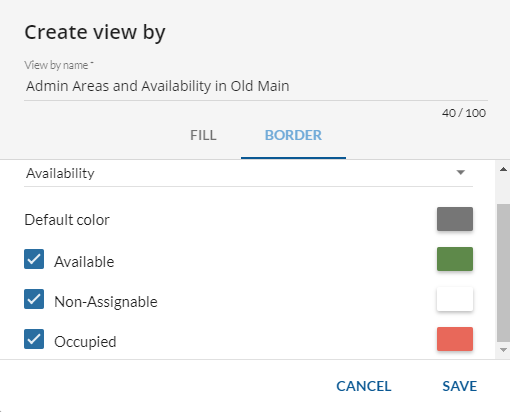 Create view by
View by name *
Admin Areas and Availability in Old Main
40 / 100
FILL BORDER
Availability
Default color
Available
Non-Assignable
Occupied
CANCEL SAVE